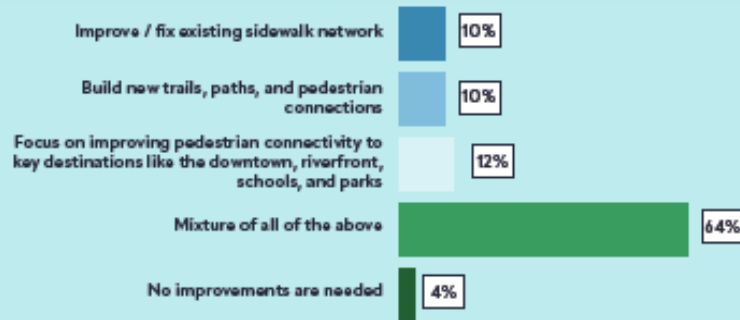 Improve / fix existing sidewalk network
10%
Build new trails, paths, and pedestrian
connections
10%
Focus on improving pedestrian connectivity to
key destinations like the downtown, riverfront,
schools, and parks
12%
Mixture of all of the above
64%
No improvements are needed
4%